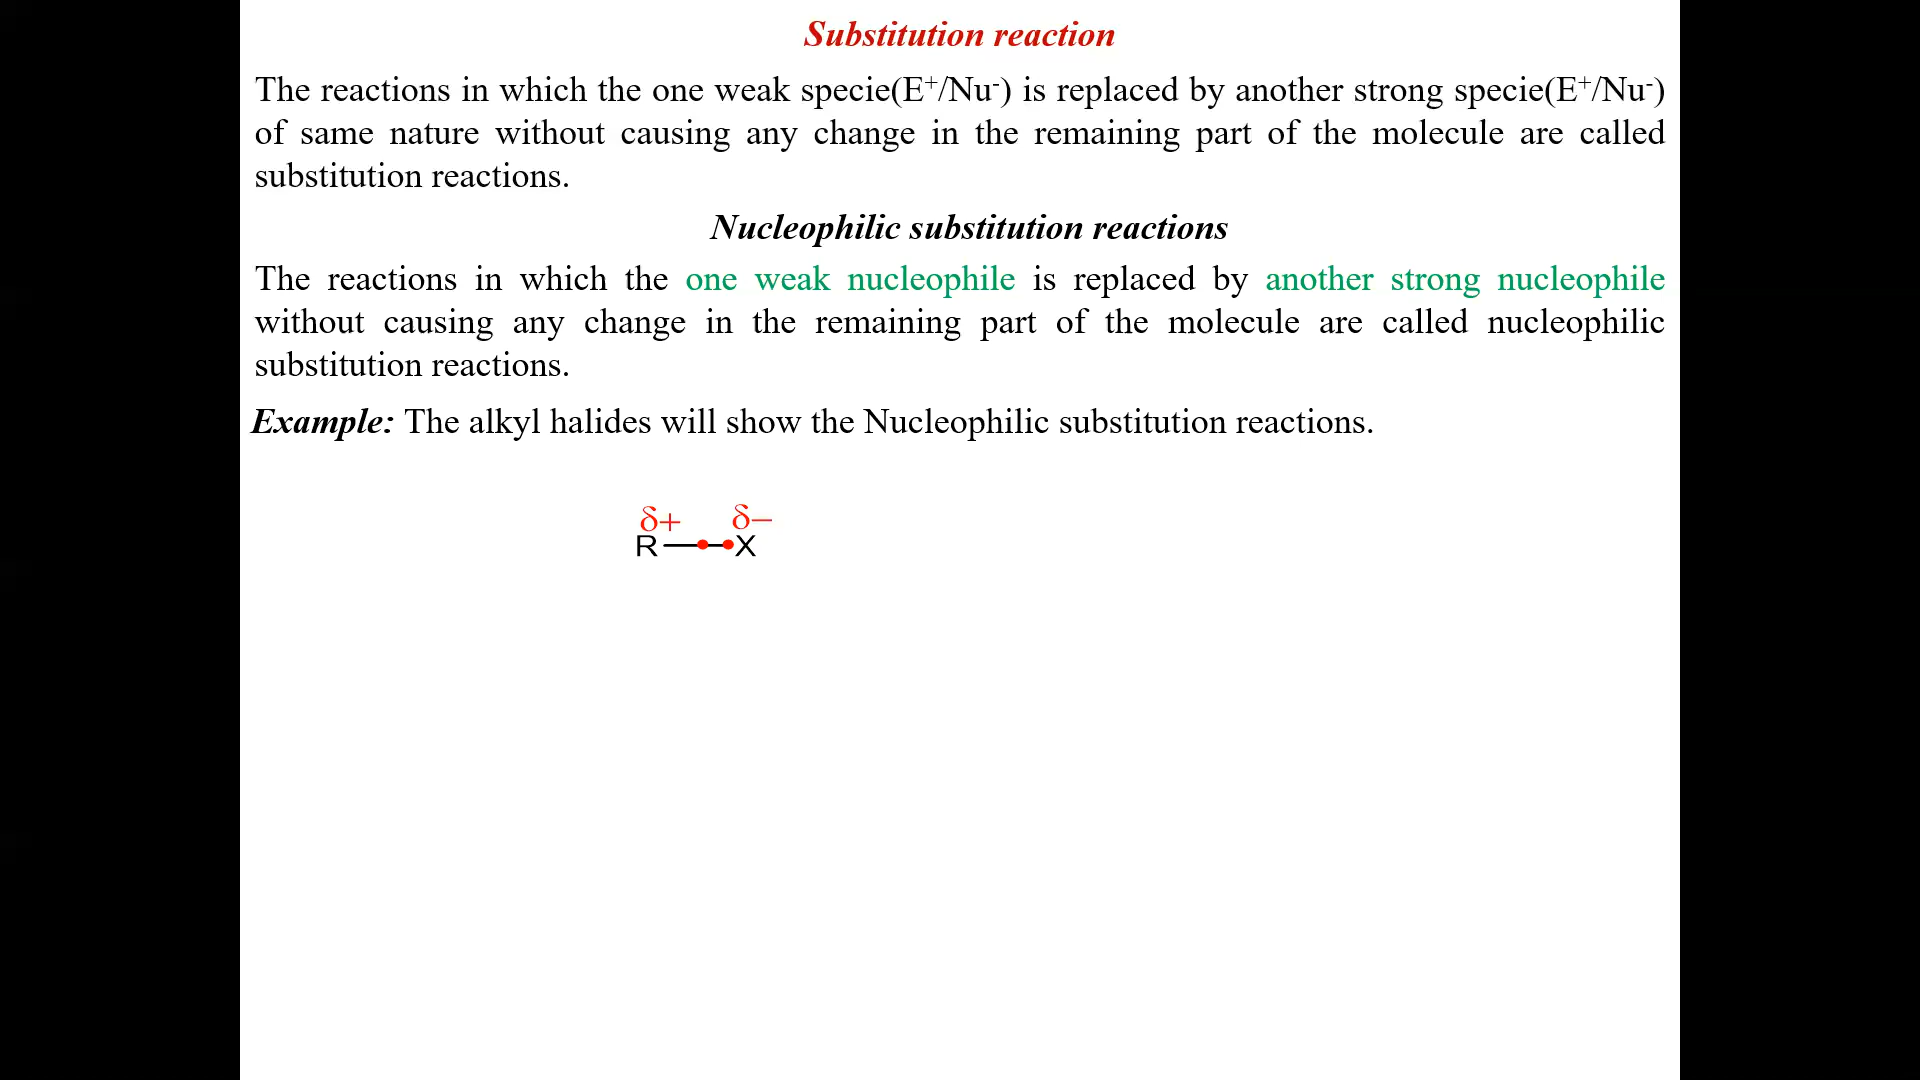 Substitution reaction
The reactions in which the one weak specie(E⁺/Nu⁻) is replaced by another strong specie(E⁺/Nu⁻)
of same nature without causing any change in the remaining part of the molecule are called
substitution reactions.
Nucleophilic substitution reactions
The reactions in which the one weak nucleophile is replaced by another strong nucleophile
without causing any change in the remaining part of the molecule are called nucleophilic
substitution reactions.
Example: The alkyl halides will show the Nucleophilic substitution reactions.
δ+ δ−
R X